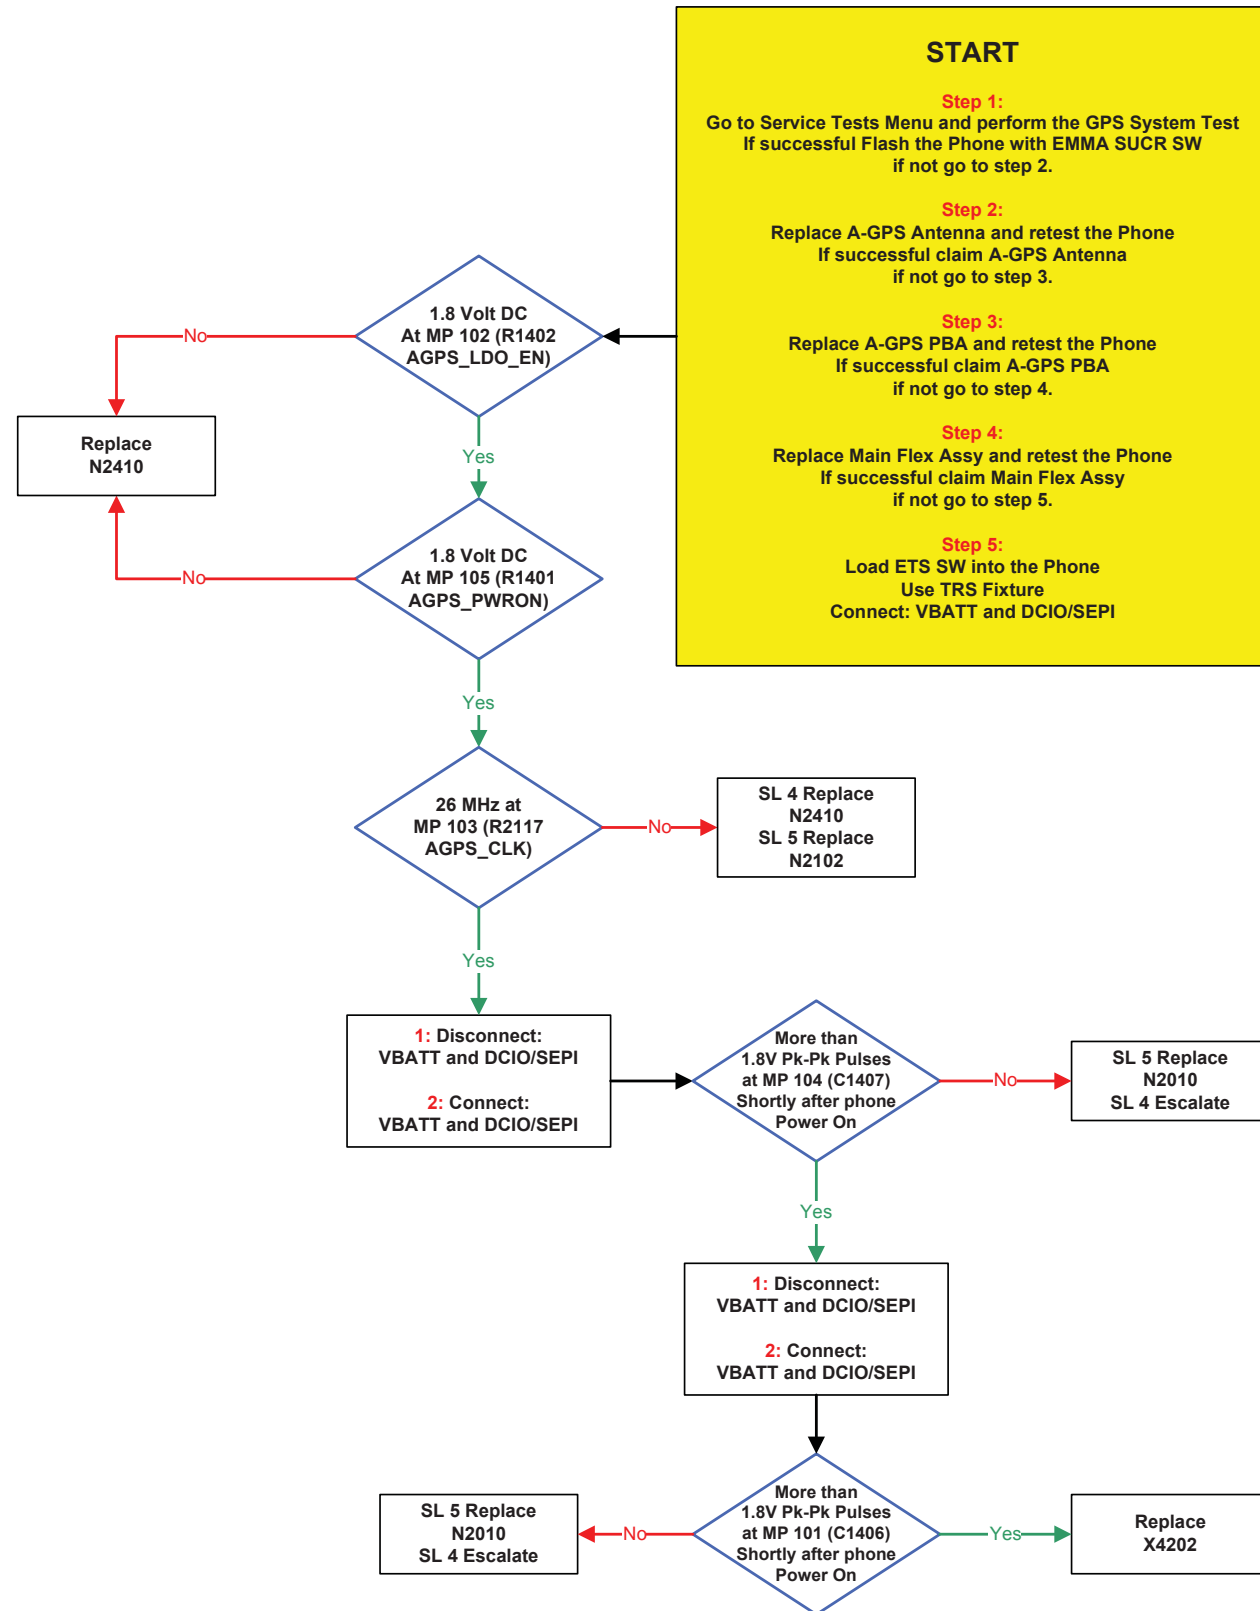 START
Step 1:
Go to Service Tests Menu and perform the GPS System Test
If successful Flash the Phone with EMMA SUCR SW
if not go to step 2.
Step 2:
Replace A-GPS Antenna and retest the Phone
If successful claim A-GPS Antenna
if not go to step 3.
Step 3:
Replace A-GPS PBA and retest the Phone
If successful claim A-GPS PBA
if not go to step 4.
Step 4:
Replace Main Flex Assy and retest the Phone
If successful claim Main Flex Assy
if not go to step 5.
Step 5:
Load ETS SW into the Phone
Use TRS Fixture
Connect: VBATT and DCIO/SEPI
1.8 Volt DC
At MP 102 (R1402
AGPS_LDO_EN)
No
Replace
N2410
Yes
1.8 Volt DC
At MP 105 (R1401
AGPS_PWRON)
No
Yes
26 MHz at
MP 103 (R2117
AGPS_CLK)
No
SL 4 Replace
N2410
SL 5 Replace
N2102
Yes
1: Disconnect:
VBATT and DCIO/SEPI
2: Connect:
VBATT and DCIO/SEPI
More than
1.8V Pk-Pk Pulses
at MP 104 (C1407)
Shortly after phone
Power On
No
SL 5 Replace
N2010
SL 4 Escalate
Yes
1: Disconnect:
VBATT and DCIO/SEPI
2: Connect:
VBATT and DCIO/SEPI
More than
1.8V Pk-Pk Pulses
at MP 101 (C1406)
Shortly after phone
Power On
No
SL 5 Replace
N2010
SL 4 Escalate
Yes
Replace
X4202